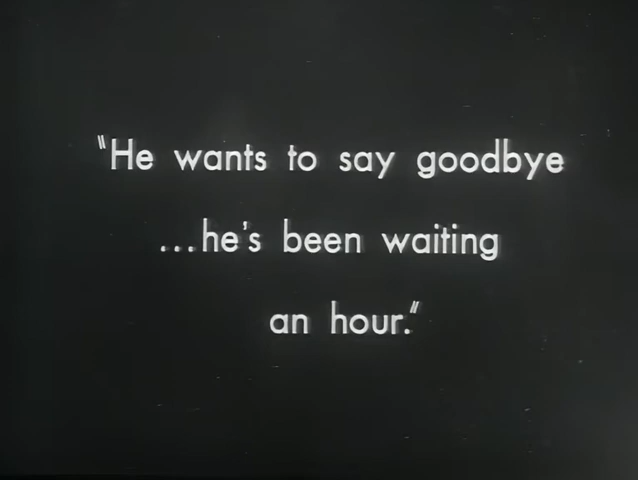 "He wants to say goodbye
...he's been waiting
an hour."